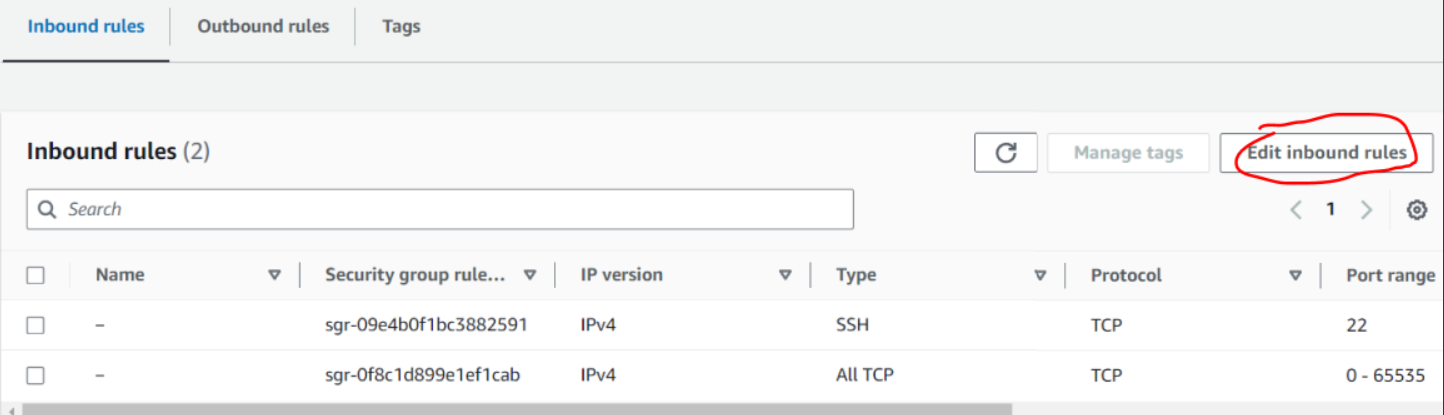 Inbound rules Outbound rules Tags
Inbound rules (2) Manage tags Edit inbound rules
Search 1
Name Security group rule... IP version Type Protocol Port range
– sgr-09e4b0f1bc3882591 IPv4 SSH TCP 22
– sgr-0f8c1d899e1ef1cab IPv4 All TCP TCP 0 - 65535